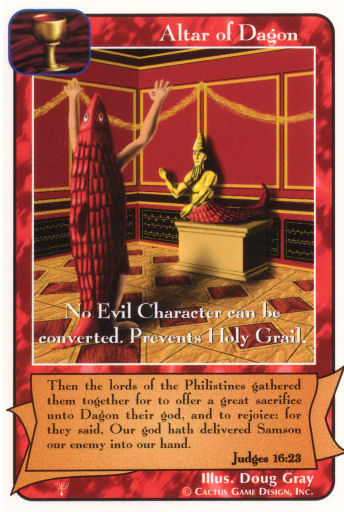 Altar of Dagon
No Evil Character can be
converted. Prevents Holy Grail.
Then the lords of the Philistines gathered
them together for to offer a great sacrifice
unto Dagon their god, and to rejoice: for
they said, Our god hath delivered Samson
our enemy into our hand.
Judges 16:23
Illus. Doug Gray
© Cactus Game Design, Inc.